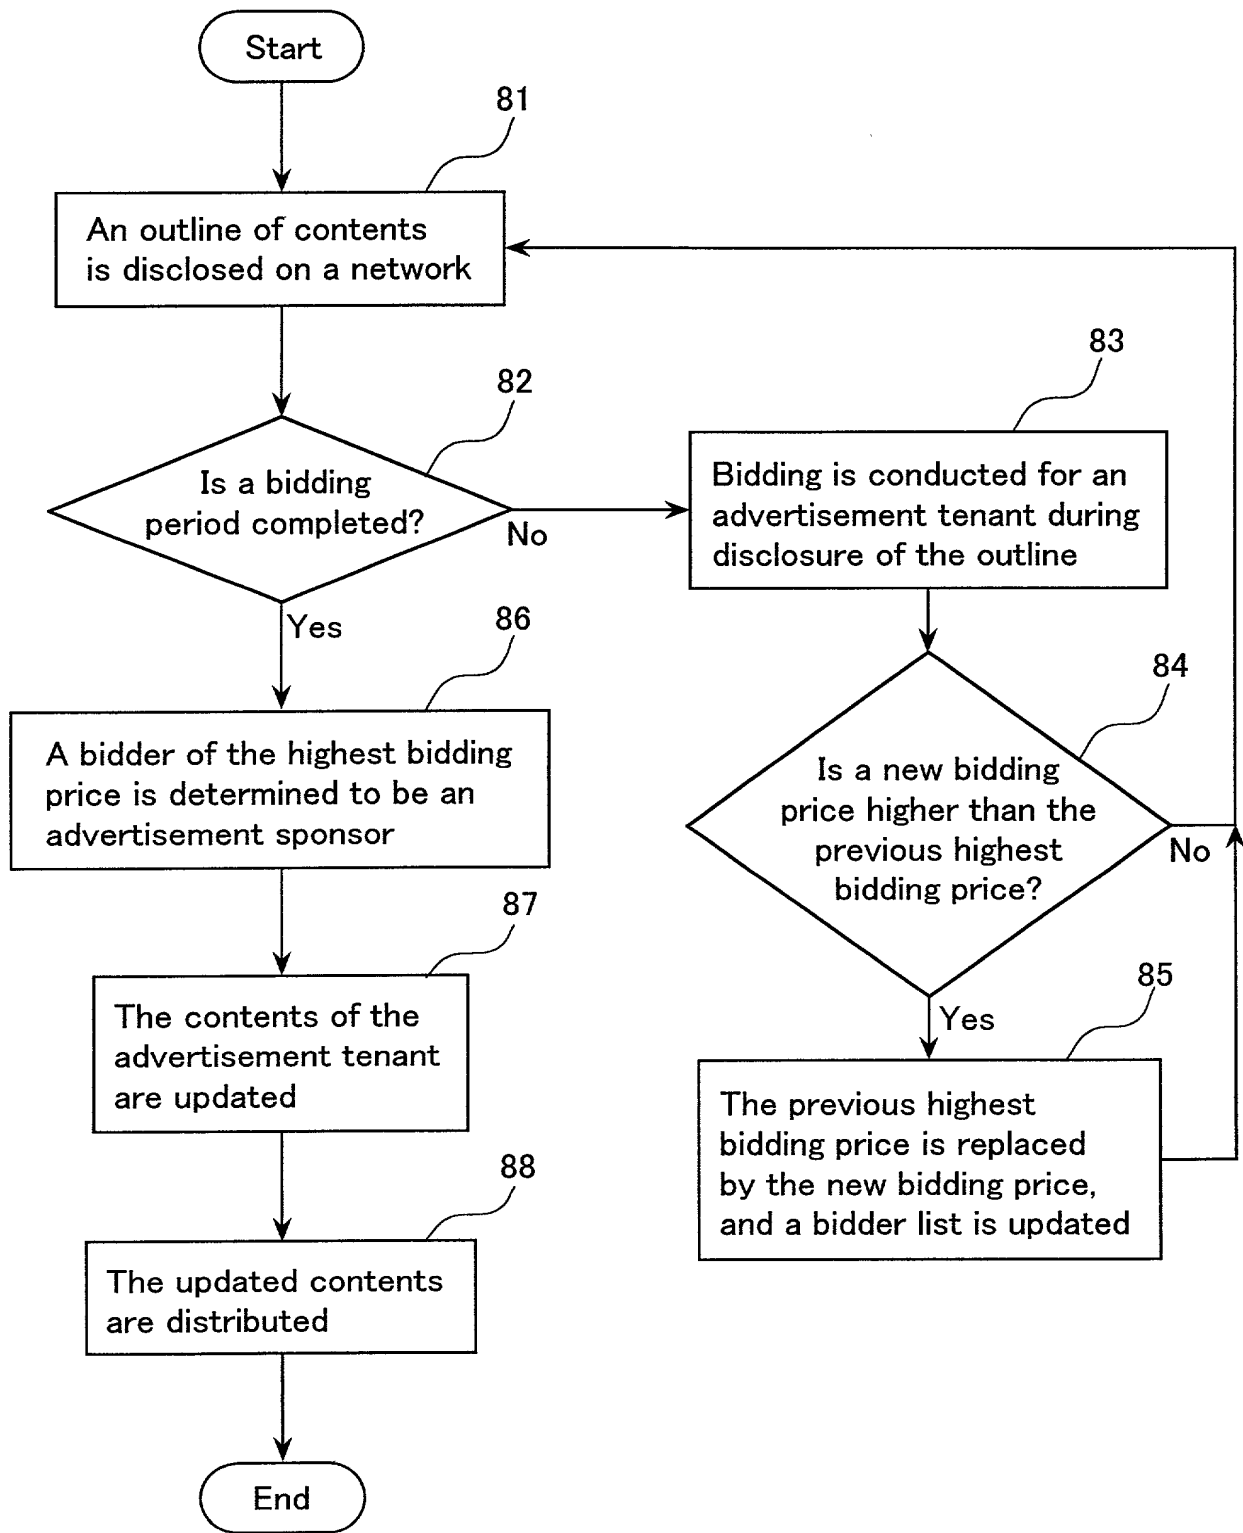 Start
81
An outline of contents
is disclosed on a network
82
Is a bidding
period completed?
No
Yes
83
Bidding is conducted for an
advertisement tenant during
disclosure of the outline
84
Is a new bidding
price higher than the
previous highest
bidding price?
No
Yes
85
The previous highest
bidding price is replaced
by the new bidding price,
and a bidder list is updated
86
A bidder of the highest bidding
price is determined to be an
advertisement sponsor
87
The contents of the
advertisement tenant
are updated
88
The updated contents
are distributed
End